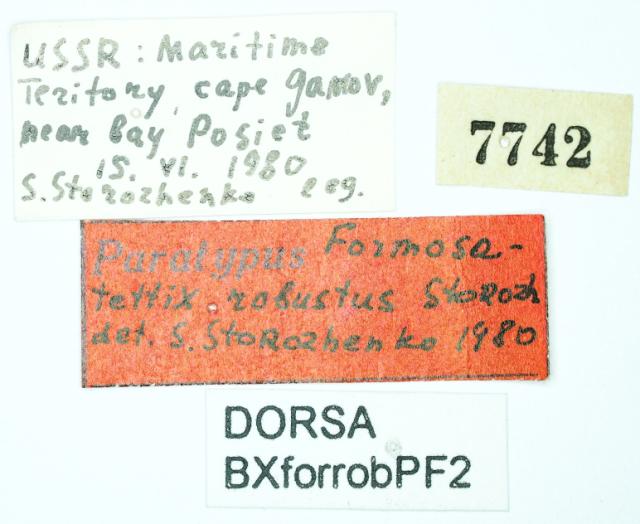 USSR: Maritime
Teritory, cape Gamov,
near bay Posiet
15. VI. 1980
S. Storozhenko leg.
7742
Paratypus Formosa-
tettix robustus Storozh
det. S. Storozhenko 1980
DORSA
BXforrobPF2